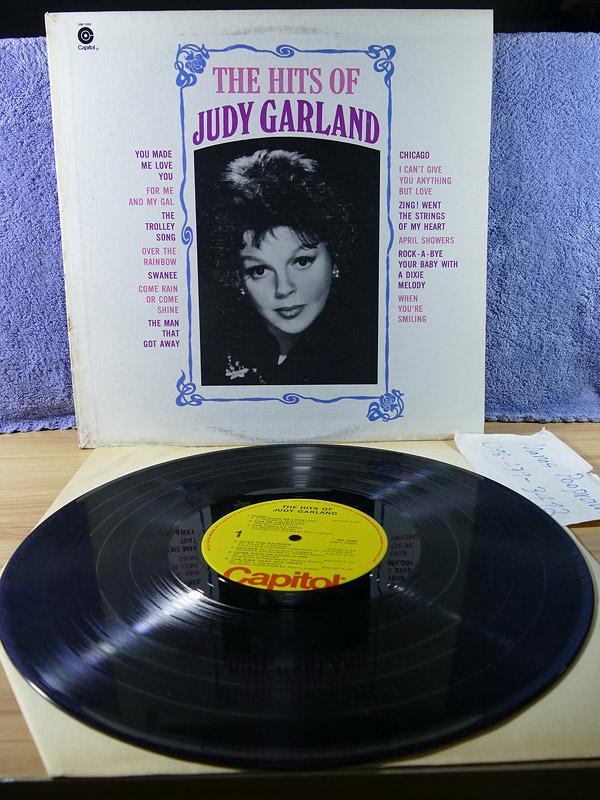 Capitol
THE HITS OF
JUDY GARLAND
YOU MADE
ME LOVE
YOU
FOR ME
AND MY GAL
THE
TROLLEY
SONG
OVER THE
RAINBOW
SWANEE
COME RAIN
OR COME
SHINE
THE MAN
THAT
GOT AWAY
CHICAGO
I CAN'T GIVE
YOU ANYTHING
BUT LOVE
ZING! WENT
THE STRINGS
OF MY HEART
APRIL SHOWERS
ROCK-A-BYE
YOUR BABY WITH
A DIXIE
MELODY
WHEN
YOU'RE
SMILING
THE HITS OF
JUDY GARLAND
1
Capitol